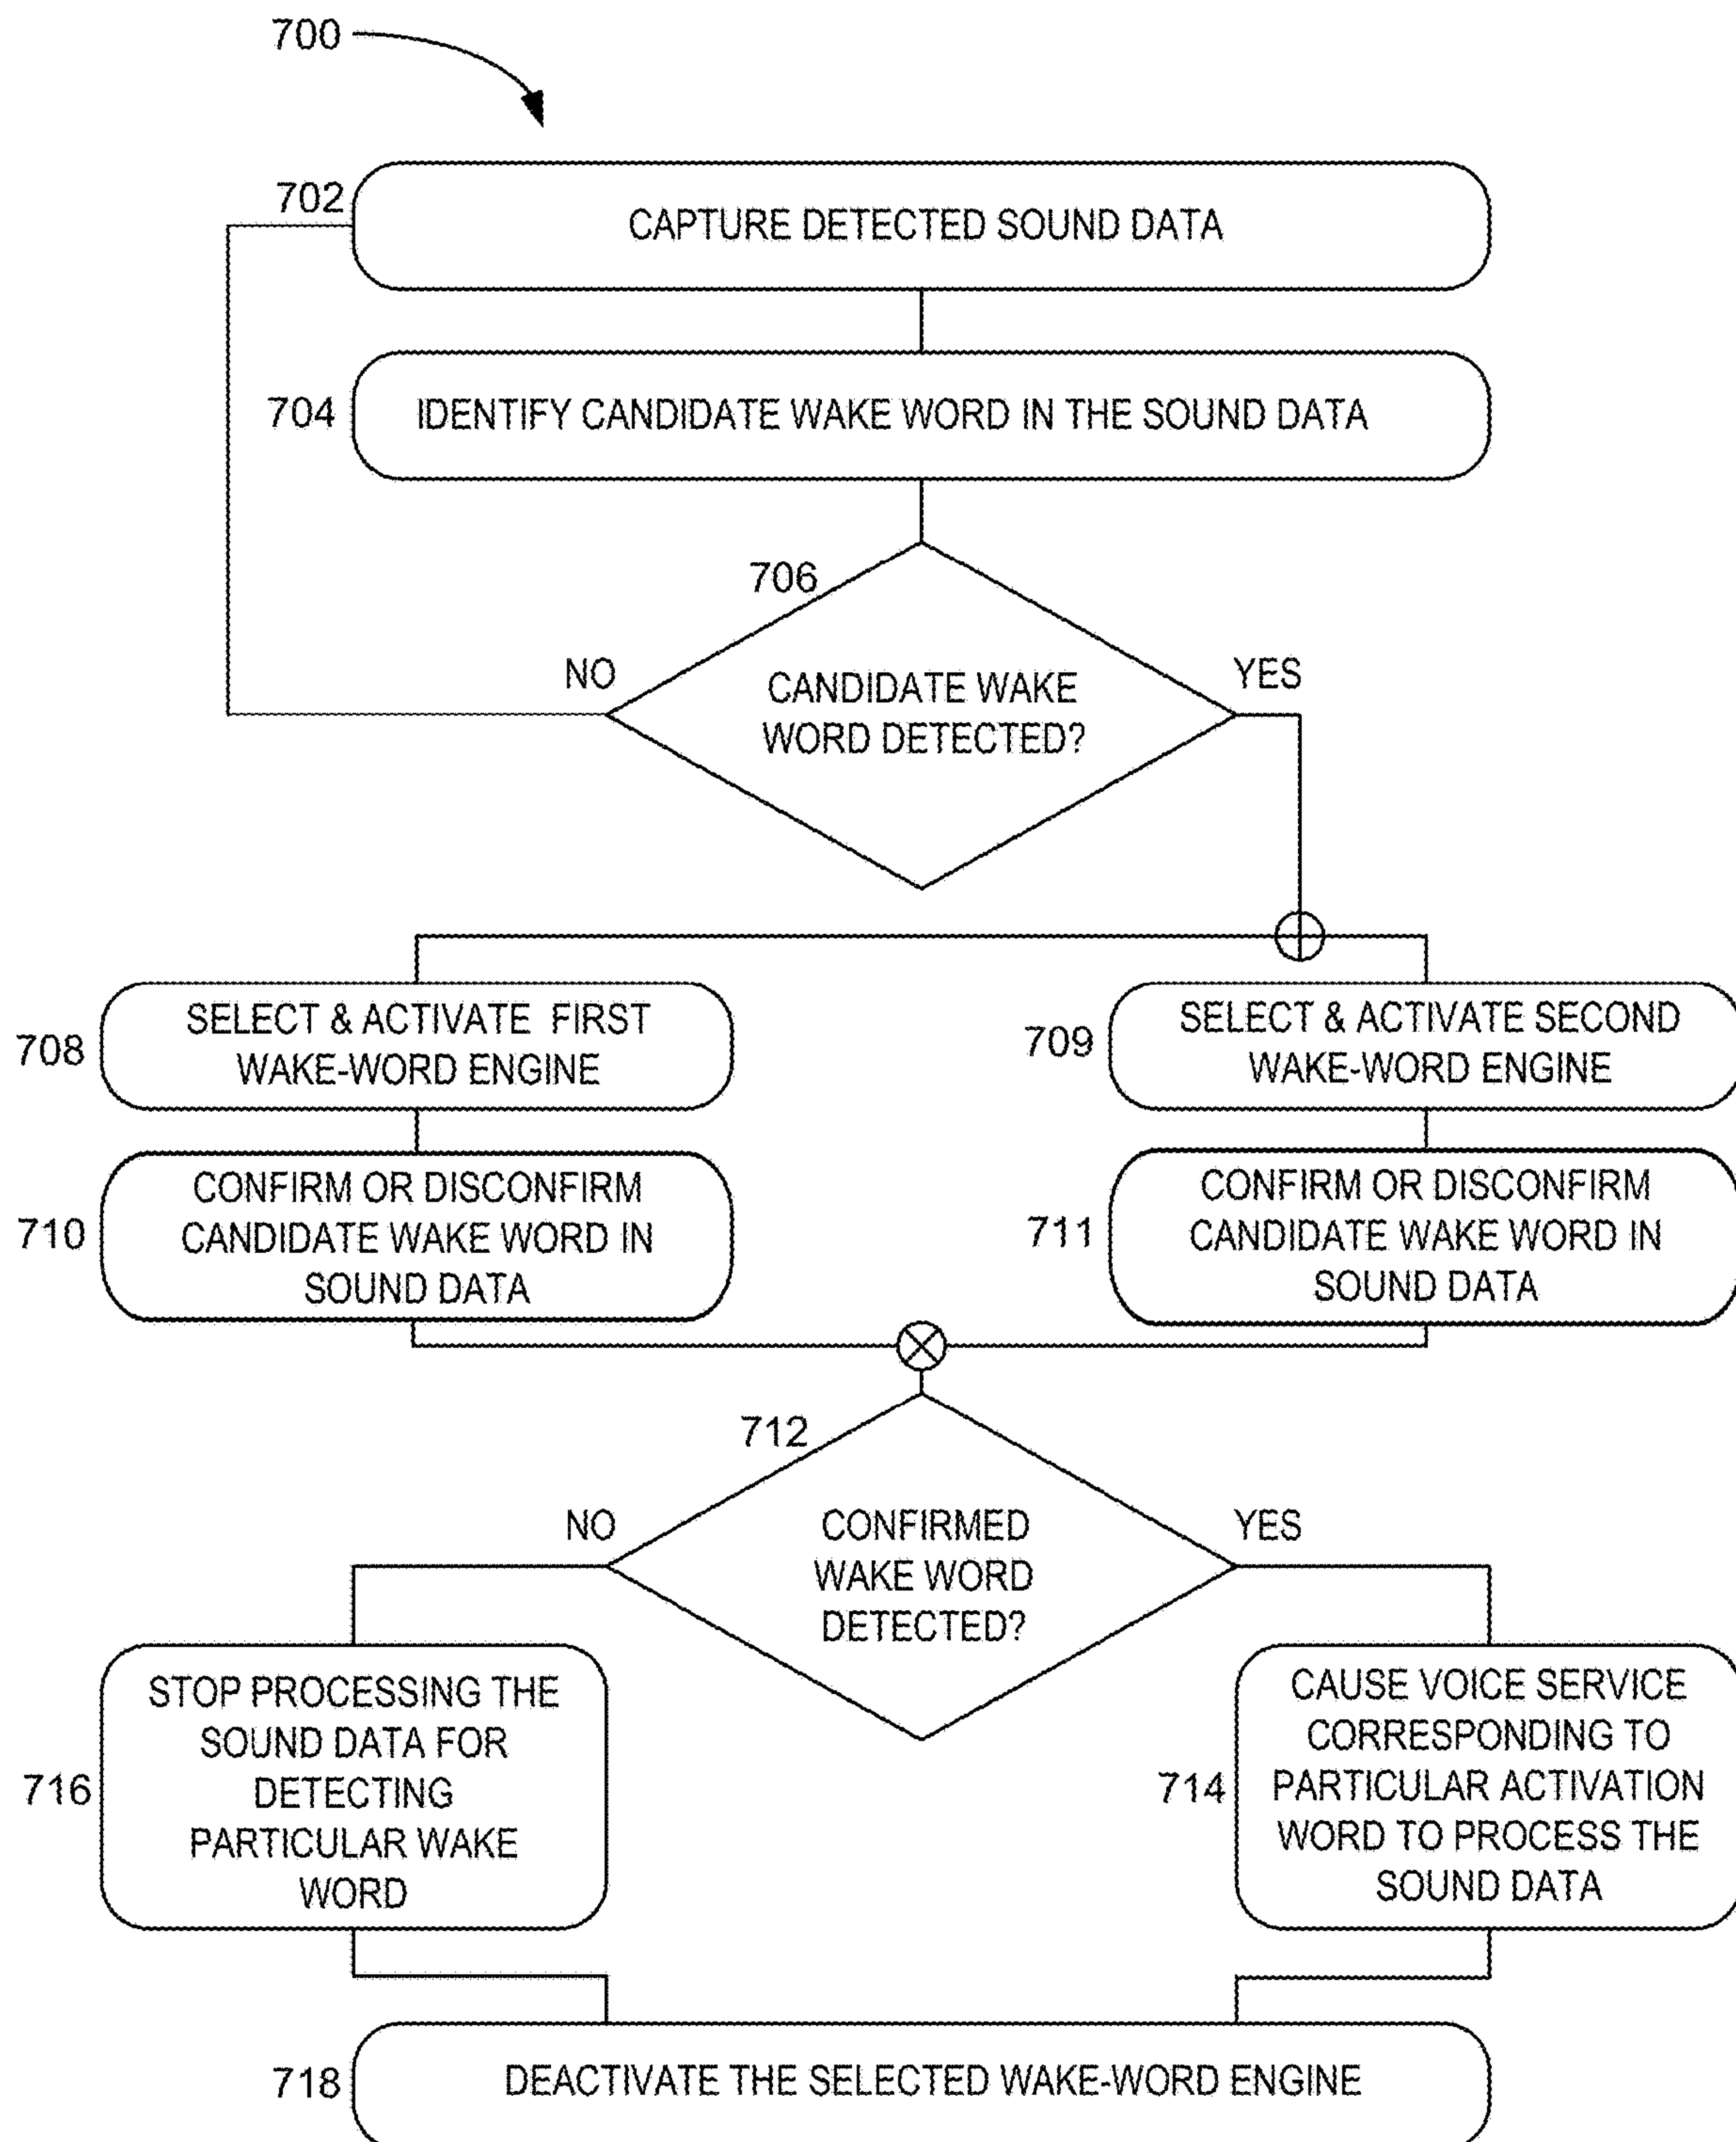 700
702
CAPTURE DETECTED SOUND DATA
704
IDENTIFY CANDIDATE WAKE WORD IN THE SOUND DATA
706
NO
YES
CANDIDATE WAKE
WORD DETECTED?
708
SELECT & ACTIVATE FIRST
WAKE-WORD ENGINE
709
SELECT & ACTIVATE SECOND
WAKE-WORD ENGINE
710
CONFIRM OR DISCONFIRM
CANDIDATE WAKE WORD IN
SOUND DATA
711
CONFIRM OR DISCONFIRM
CANDIDATE WAKE WORD IN
SOUND DATA
712
NO
YES
CONFIRMED
WAKE WORD
DETECTED?
716
STOP PROCESSING THE
SOUND DATA FOR
DETECTING
PARTICULAR WAKE
WORD
714
CAUSE VOICE SERVICE
CORRESPONDING TO
PARTICULAR ACTIVATION
WORD TO PROCESS THE
SOUND DATA
718
DEACTIVATE THE SELECTED WAKE-WORD ENGINE